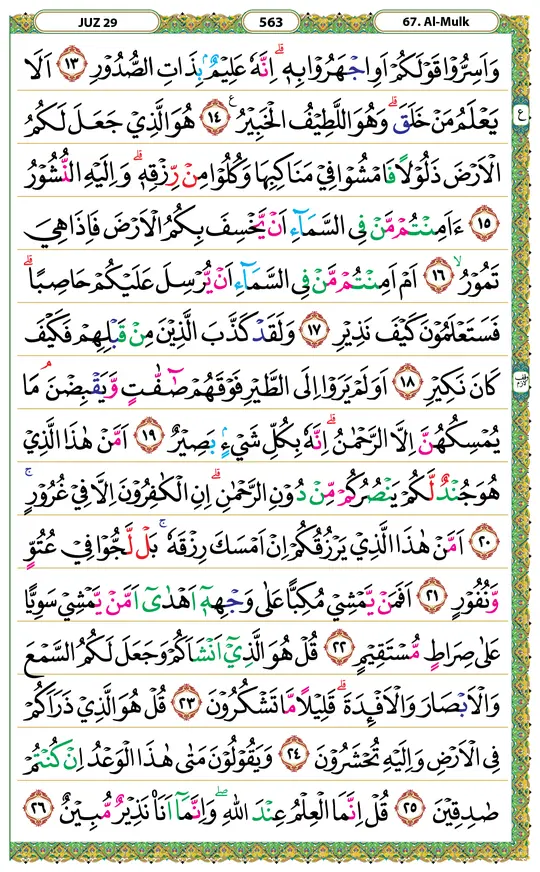 JUZ 29
563
67. Al-Mulk
وَاَسِرُّوْا قَوْلَكُمْ اَوِ اجْهَرُوْا بِهٖۗ اِنَّهٗ عَلِيْمٌ ۢبِذَاتِ الصُّدُوْرِ ١٣ اَلَا
يَعْلَمُ مَنْ خَلَقَۗ وَهُوَ اللَّطِيْفُ الْخَبِيْرُ ࣖ ١٤ هُوَ الَّذِيْ جَعَلَ لَكُمُ
الْاَرْضَ ذَلُوْلًا فَامْشُوْا فِيْ مَنَاكِبِهَا وَكُلُوْا مِنْ رِّزْقِهٖۗ وَاِلَيْهِ النُّشُوْرُ
١٥ ءَاَمِنْتُمْ مَّنْ فِى السَّمَاۤءِ اَنْ يَّخْسِفَ بِكُمُ الْاَرْضَ فَاِذَا هِيَ
تَمُوْرُۙ ١٦ اَمْ اَمِنْتُمْ مَّنْ فِى السَّمَاۤءِ اَنْ يُّرْسِلَ عَلَيْكُمْ حَاصِبًاۗ
فَسَتَعْلَمُوْنَ كَيْفَ نَذِيْرِ ١٧ وَلَقَدْ كَذَّبَ الَّذِيْنَ مِنْ قَبْلِهِمْ فَكَيْفَ
كَانَ نَكِيْرِ ١٨ اَوَلَمْ يَرَوْا اِلَى الطَّيْرِ فَوْقَهُمْ صٰۤفّٰتٍ وَّيَقْبِضْنَۘ مَا
يُمْسِكُهُنَّ اِلَّا الرَّحْمٰنُۗ اِنَّهٗ بِكُلِّ شَيْءٍۢ بَصِيْرٌ ١٩ اَمَّنْ هٰذَا الَّذِيْ
هُوَ جُنْدٌ لَّكُمْ يَنْصُرُكُمْ مِّنْ دُوْنِ الرَّحْمٰنِۗ اِنِ الْكٰفِرُوْنَ اِلَّا فِيْ غُرُوْرٍۚ
٢٠ اَمَّنْ هٰذَا الَّذِيْ يَرْزُقُكُمْ اِنْ اَمْسَكَ رِزْقَهٗۚ بَلْ لَّجُّوْا فِيْ عُتُوٍّ
وَّنُفُوْرٍ ٢١ اَفَمَنْ يَّمْشِيْ مُكِبًّا عَلٰى وَجْهِهٖٓ اَهْدٰىٓ اَمَّنْ يَّمْشِيْ سَوِيًّا
عَلٰى صِرَاطٍ مُّسْتَقِيْمٍ ٢٢ قُلْ هُوَ الَّذِيْٓ اَنْشَاَكُمْ وَجَعَلَ لَكُمُ السَّمْعَ
وَالْاَبْصَارَ وَالْاَفْـِٕدَةَۗ قَلِيْلًا مَّا تَشْكُرُوْنَ ٢٣ قُلْ هُوَ الَّذِيْ ذَرَاَكُمْ
فِى الْاَرْضِ وَاِلَيْهِ تُحْشَرُوْنَ ٢٤ وَيَقُوْلُوْنَ مَتٰى هٰذَا الْوَعْدُ اِنْ كُنْتُمْ
صٰدِقِيْنَ ٢٥ قُلْ اِنَّمَا الْعِلْمُ عِنْدَ اللّٰهِ ۖوَاِنَّمَآ اَنَا۠ نَذِيْرٌ مُّبِيْنٌ ٢٦
ع